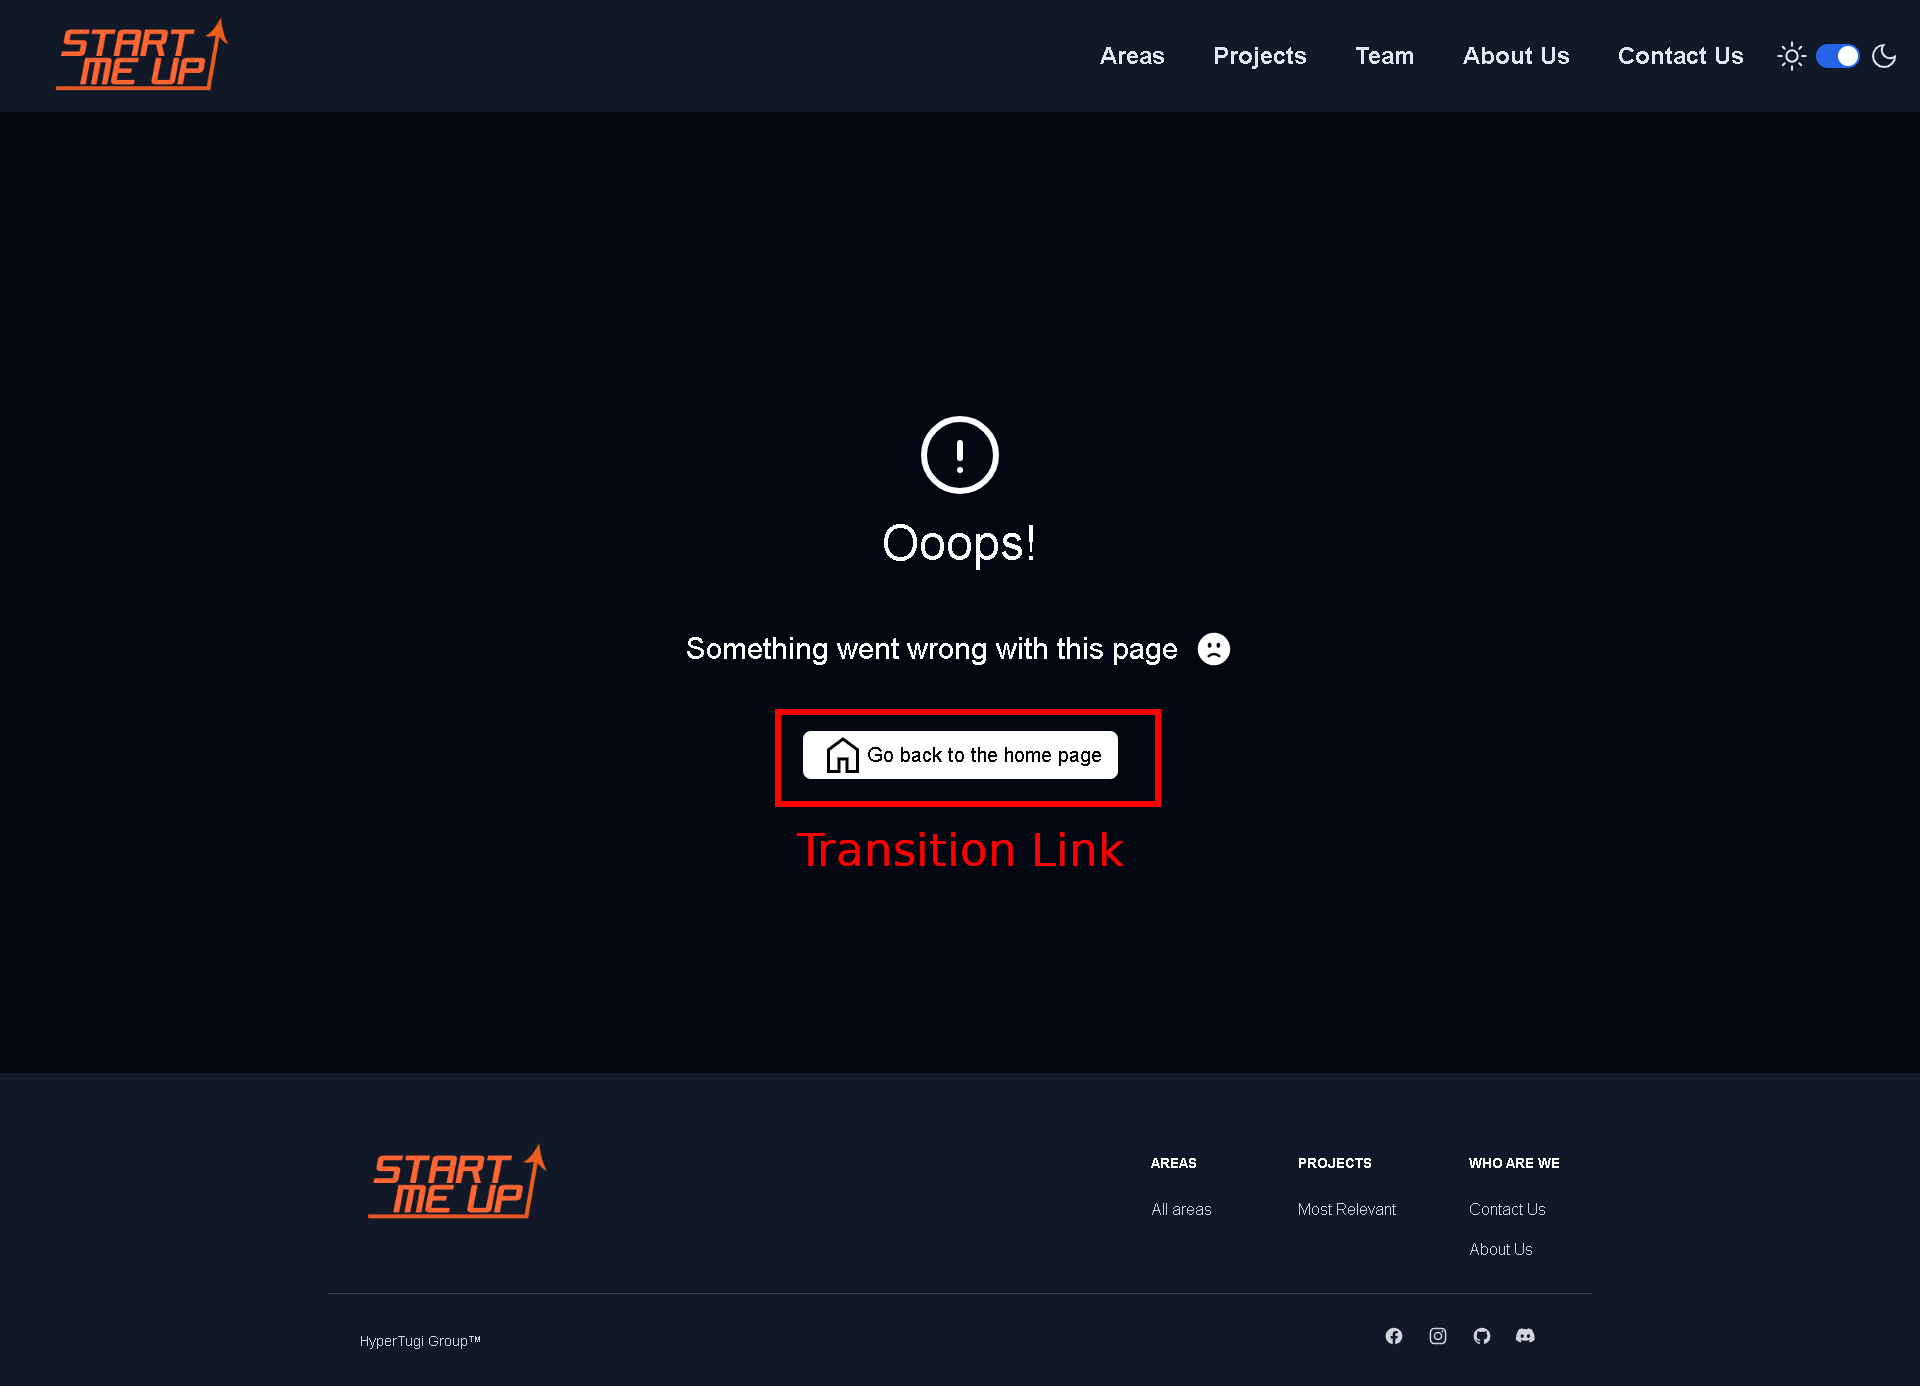 START
ME UP
Areas Projects Team About Us Contact Us
Ooops!
Something went wrong with this page
Go back to the home page
Transition Link
START
ME UP
AREAS PROJECTS WHO ARE WE
All areas Most Relevant Contact Us
About Us
HyperTugi Group™